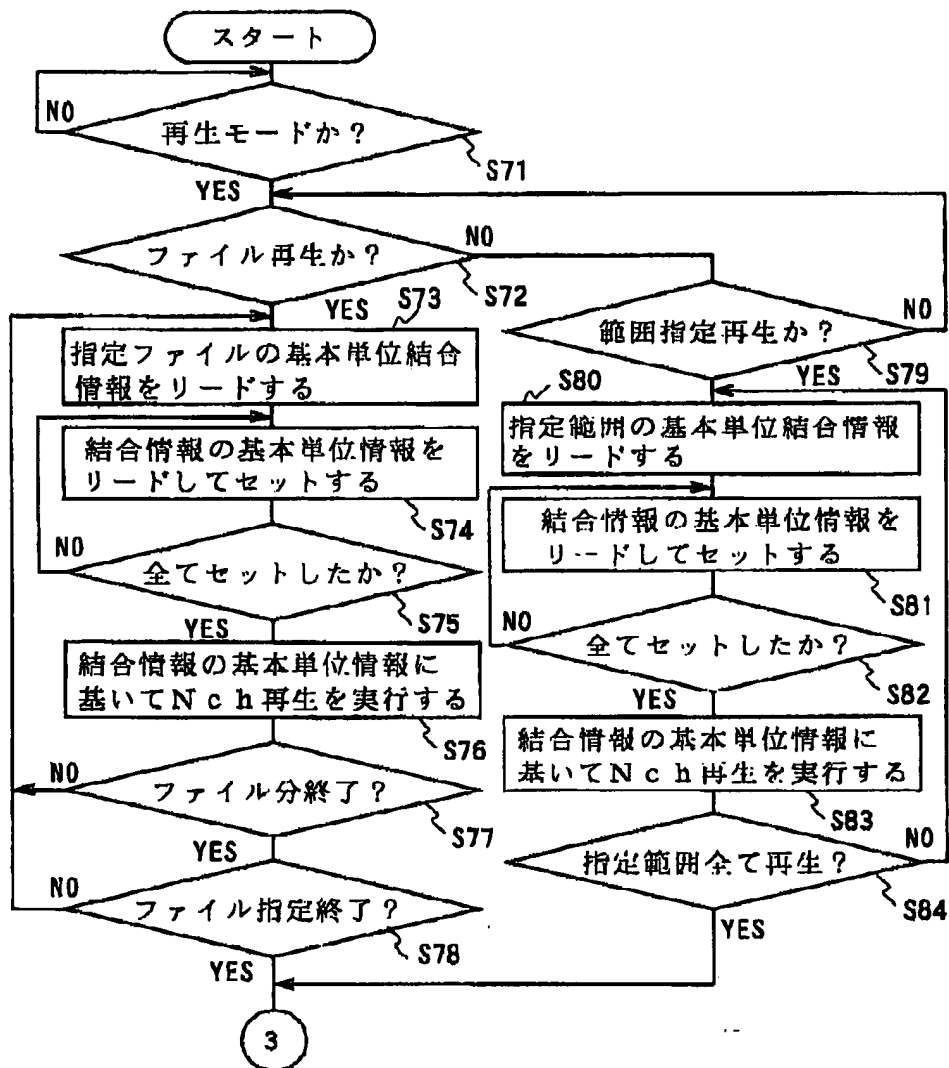 スタート
NO
再生モードか?
S71
YES
ファイル再生か?
NO
S72
YES
S73
指定ファイルの基本単位結合
情報をリードする
結合情報の基本単位情報を
リードしてセットする
S74
NO
全てセットしたか?
S75
YES
結合情報の基本単位情報に
基いてNch再生を実行する
S76
NO
ファイル分終了?
S77
YES
NO
ファイル指定終了?
S78
YES
3
範囲指定再生か?
NO
S79
YES
S80
指定範囲の基本単位結合情報
をリードする
結合情報の基本単位情報を
リードしてセットする
S81
NO
全てセットしたか?
S82
YES
結合情報の基本単位情報に
基いてNch再生を実行する
S83
NO
指定範囲全て再生?
S84
YES